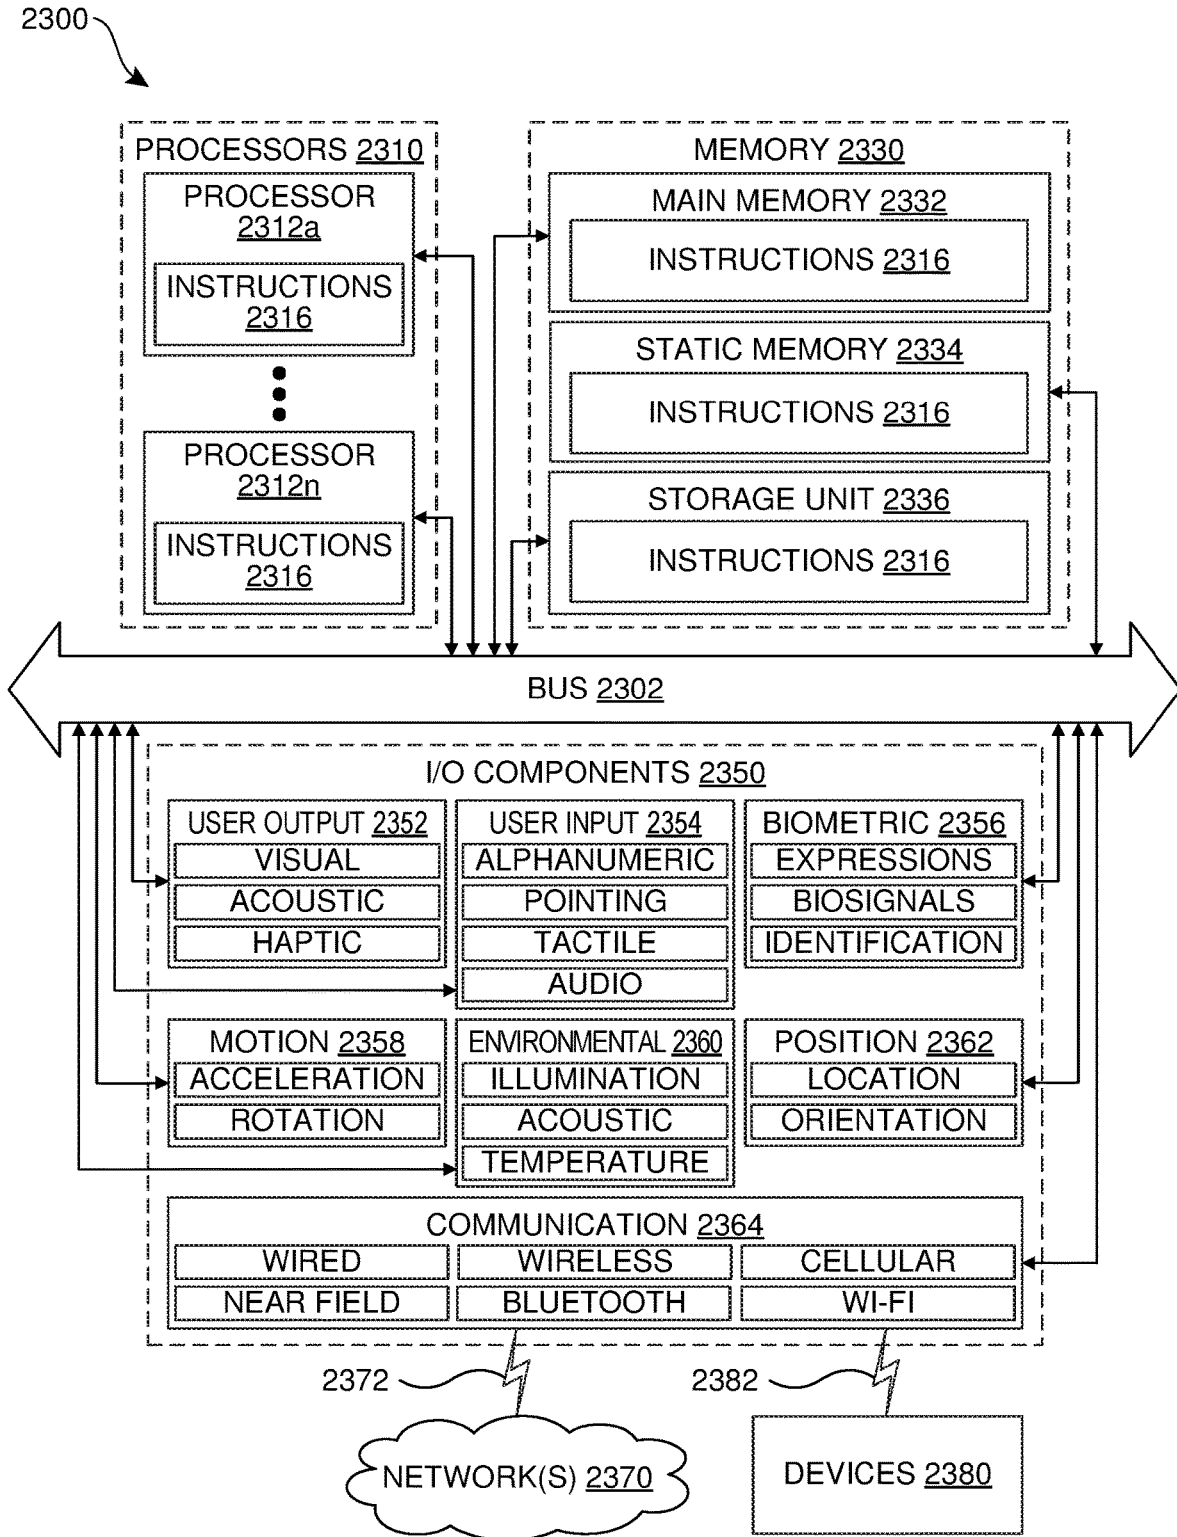 2300
PROCESSORS 2310
PROCESSOR
2312a
INSTRUCTIONS
2316
PROCESSOR
2312n
INSTRUCTIONS
2316
MEMORY 2330
MAIN MEMORY 2332
INSTRUCTIONS 2316
STATIC MEMORY 2334
INSTRUCTIONS 2316
STORAGE UNIT 2336
INSTRUCTIONS 2316
BUS 2302
I/O COMPONENTS 2350
USER OUTPUT 2352
VISUAL
ACOUSTIC
HAPTIC
USER INPUT 2354
ALPHANUMERIC
POINTING
TACTILE
AUDIO
BIOMETRIC 2356
EXPRESSIONS
BIOSIGNALS
IDENTIFICATION
MOTION 2358
ACCELERATION
ROTATION
ENVIRONMENTAL 2360
ILLUMINATION
ACOUSTIC
TEMPERATURE
POSITION 2362
LOCATION
ORIENTATION
COMMUNICATION 2364
WIRED
WIRELESS
CELLULAR
NEAR FIELD
BLUETOOTH
WI-FI
2372
2382
NETWORK(S) 2370
DEVICES 2380